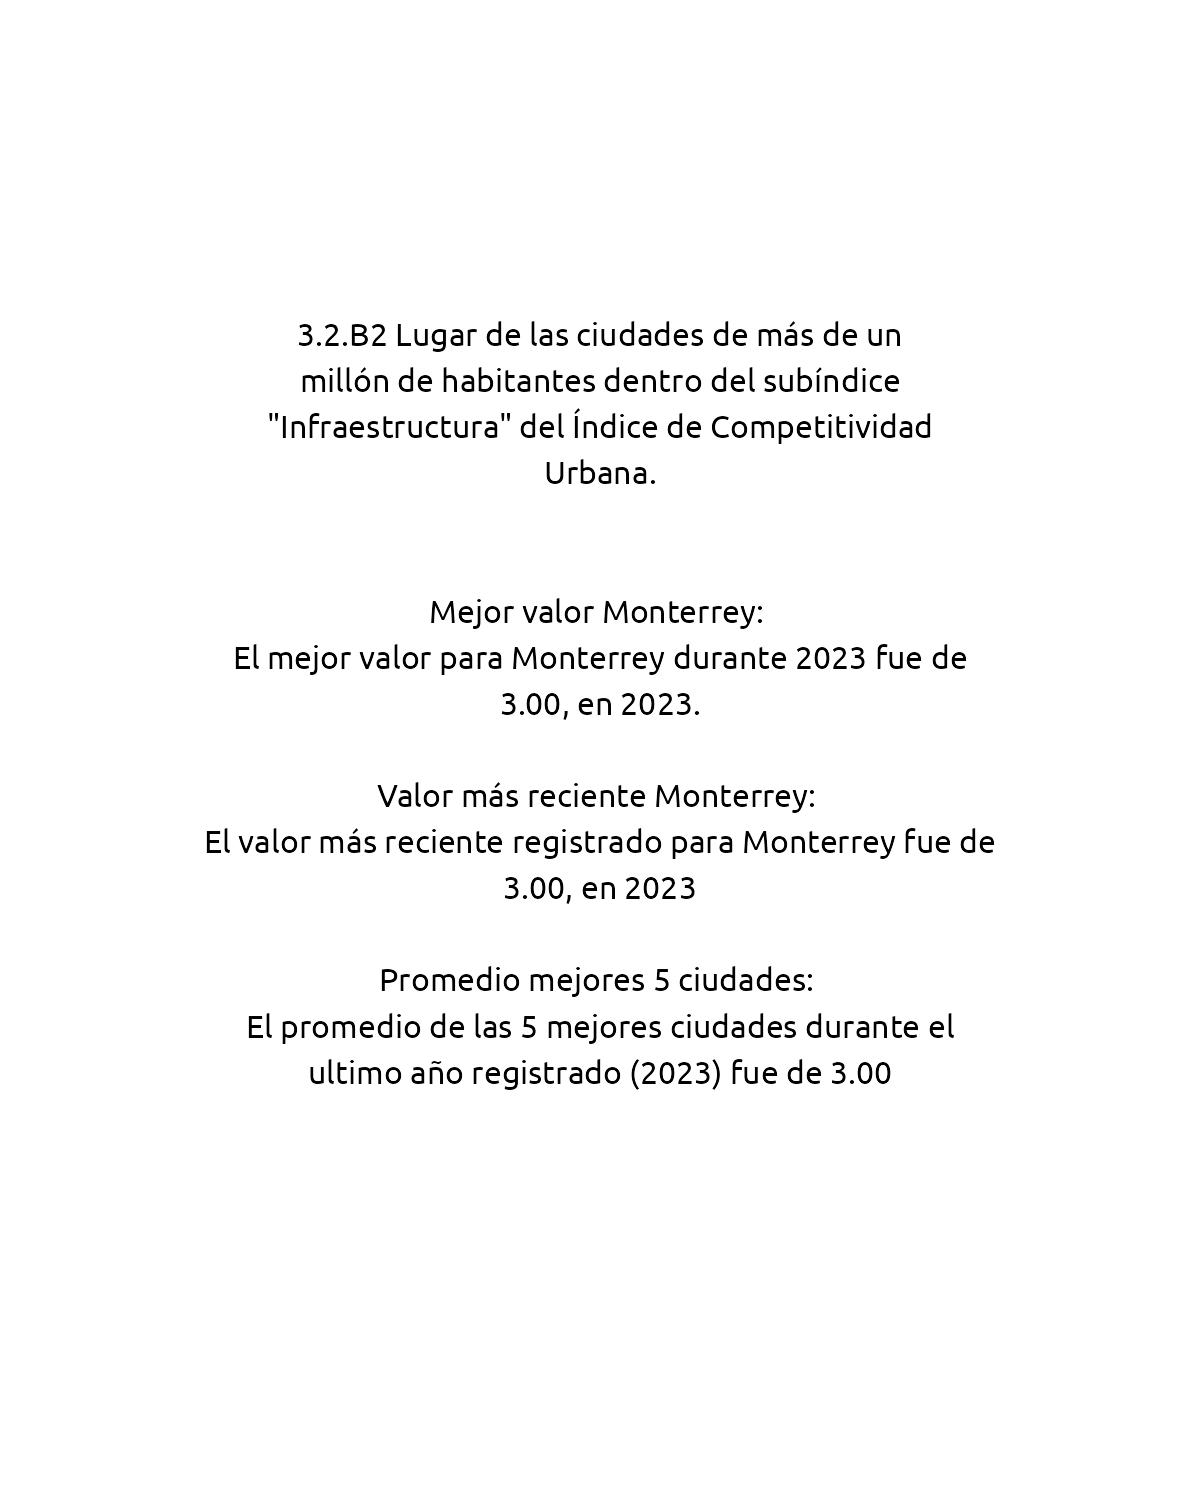 3.2.B2 Lugar de las ciudades de más de un
millón de habitantes dentro del subíndice
"Infraestructura" del Índice de Competitividad
Urbana.
Mejor valor Monterrey:
El mejor valor para Monterrey durante 2023 fue de
3.00, en 2023.
Valor más reciente Monterrey:
El valor más reciente registrado para Monterrey fue de
3.00, en 2023
Promedio mejores 5 ciudades:
El promedio de las 5 mejores ciudades durante el
ultimo año registrado (2023) fue de 3.00